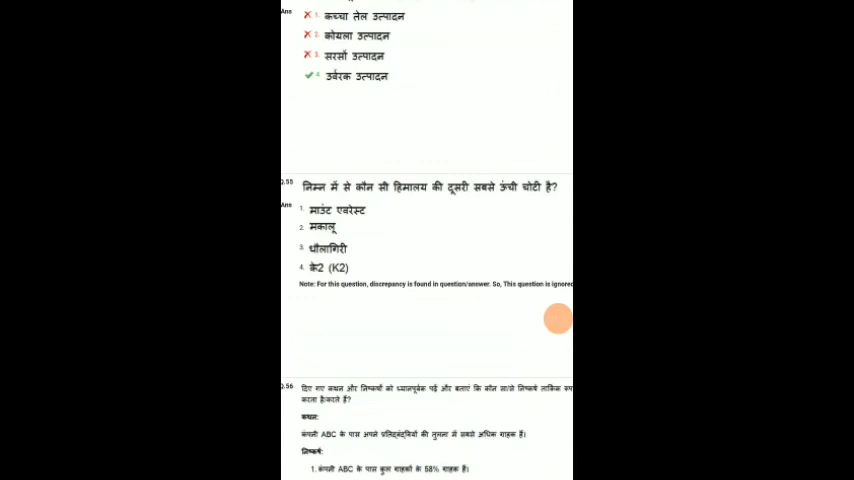 Ans
1. कच्चा तेल उत्पादन
2. कोयला उत्पादन
3. सरसों उत्पादन
4. उर्वरक उत्पादन
Q.55 निम्न में से कौन सी हिमालय की दूसरी सबसे ऊंची चोटी है?
Ans
1. माउंट एवरेस्ट
2. मकालू
3. धौलागिरी
4. के2 (K2)
Note: For this question, discrepancy is found in question/answer. So, This question is ignored
Q.56 दिए गए कथन और निष्कर्षों को ध्यानपूर्वक पढ़ें और बताएं कि कौन सा/से निष्कर्ष तार्किक रूप
करता है/करते हैं?
कथन:
कंपनी ABC के पास अपने प्रतिद्वंद्वियों की तुलना में सबसे अधिक ग्राहक हैं।
निष्कर्ष:
1. कंपनी ABC के पास कुल ग्राहकों के 58% ग्राहक हैं।